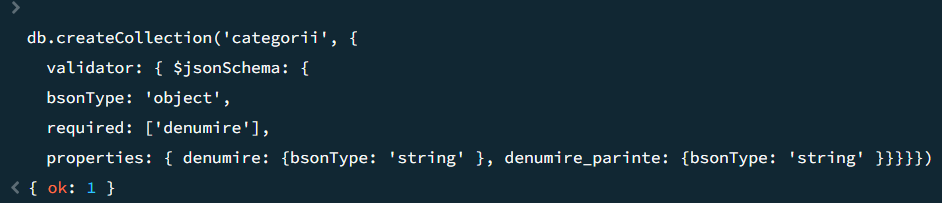 >
db.createCollection('categorii', {
validator: { $jsonSchema: {
bsonType: 'object',
required: ['denumire'],
properties: { denumire: {bsonType: 'string' }, denumire_parinte: {bsonType: 'string' }}}}})
< { ok: 1 }